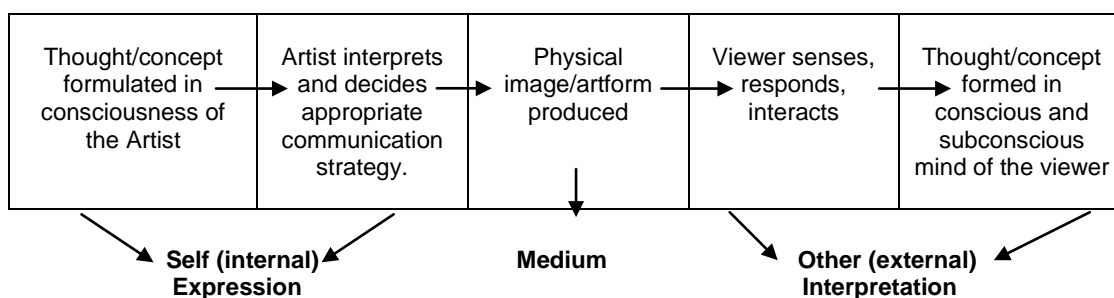 Thought/concept
formulated in
consciousness of
the Artist
Artist interprets
and decides
appropriate
communication
strategy.
Physical
image/artform
produced
Viewer senses,
responds,
interacts
Thought/concept
formed in
conscious and
subconscious
mind of the viewer
Self (internal)
Expression
Medium
Other (external)
Interpretation